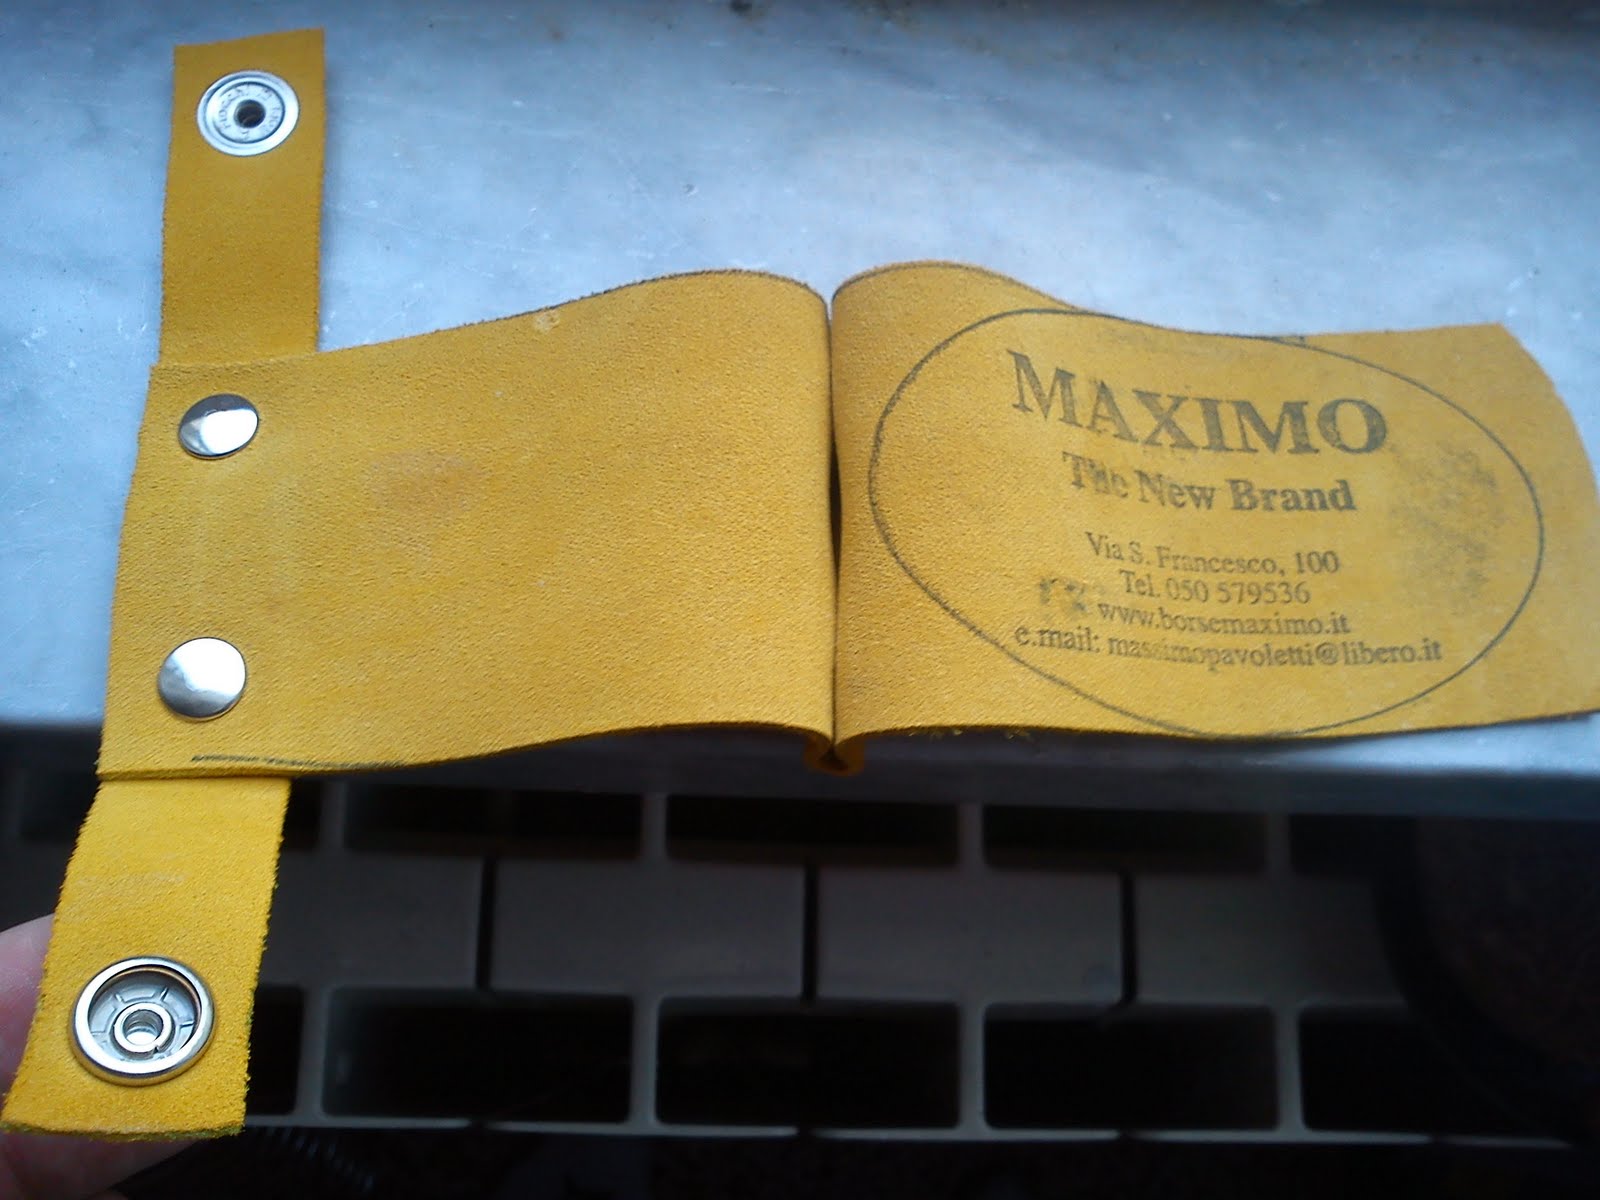 MAXIMO
The New Brand
Via S. Francesco, 100
Tel. 050 579536
www.borsemaximo.it
e.mail: massimopavoletti@libero.it